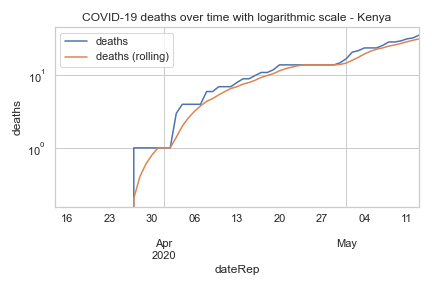 COVID-19 deaths over time with logarithmic scale - Kenya
deaths
deaths (rolling)
10¹
10⁰
deaths
16 23 30 06 13 20 27 04 11
Apr May
2020
dateRep